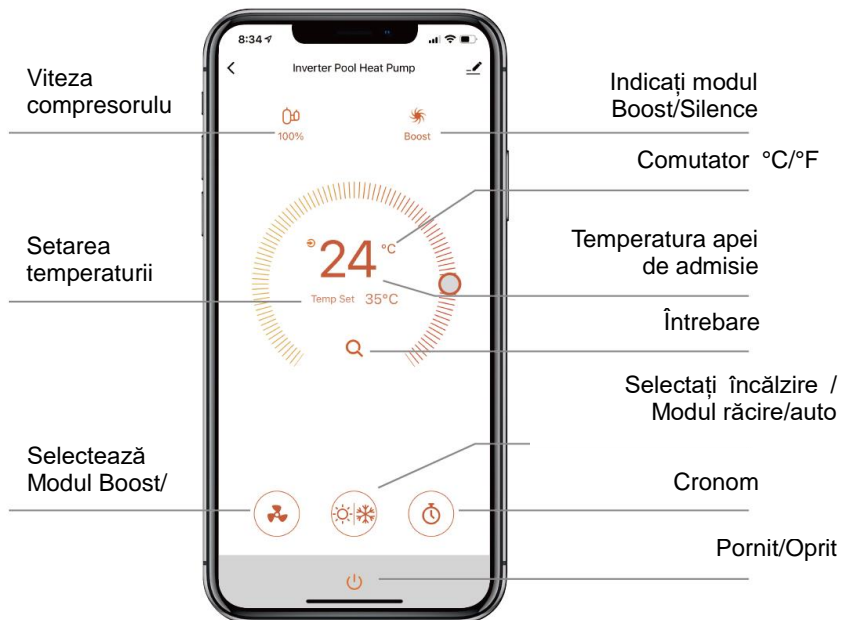 8:34
Inverter Pool Heat Pump
Viteza
compresorulu
100%
Boost
Indicați modul
Boost/Silence
Comutator °C/°F
Setarea
temperaturii
24 °C
Temp Set 35°C
Temperatura apei
de admisie
Întrebare
Selectați încălzire /
Modul răcire/auto
Selectează
Modul Boost/
Cronom
Pornit/Oprit